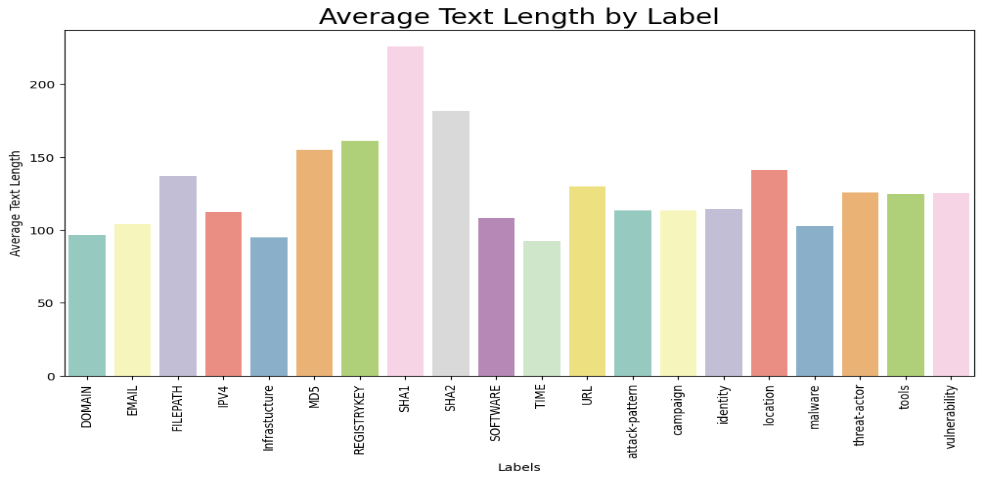 Average Text Length by Label
Average Text Length
200
150
100
50
0
DOMAIN
EMAIL
FILEPATH
IPV4
Infrastucture
MD5
REGISTRYKEY
SHA1
SHA2
SOFTWARE
TIME
URL
attack-pattern
campaign
identity
location
malware
threat-actor
tools
vulnerability
Labels